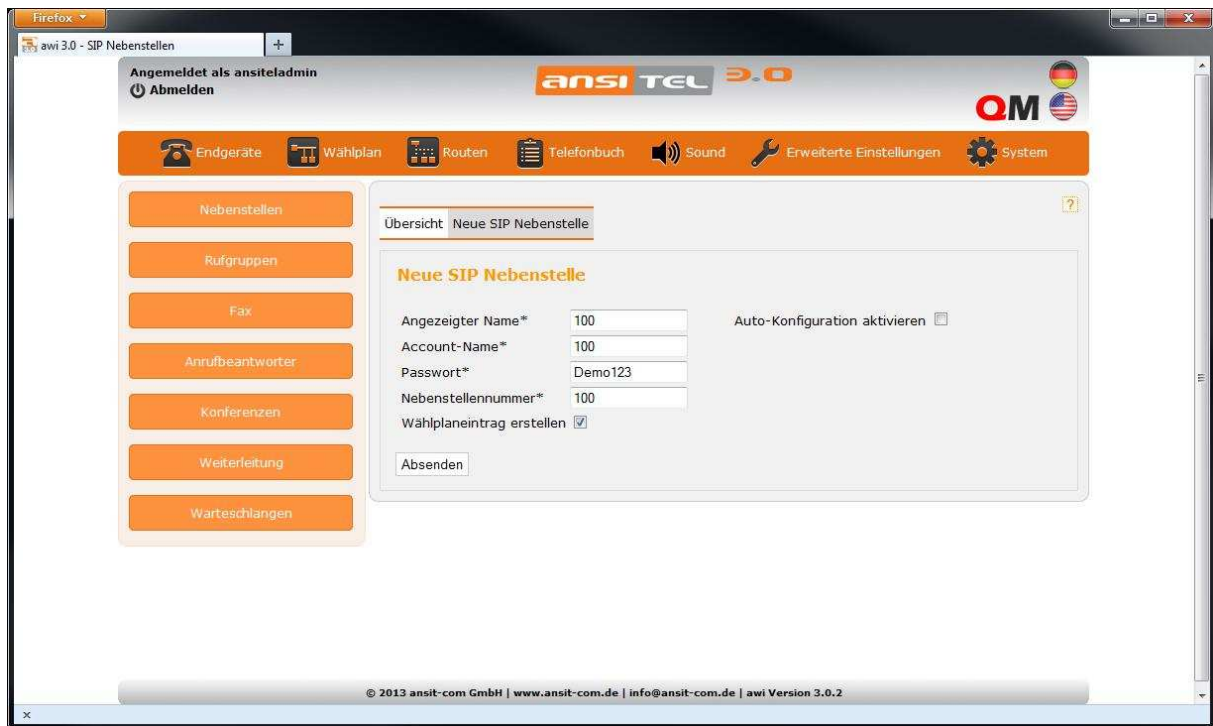 Firefox
awi 3.0 - SIP Nebenstellen
Angemeldet als ansiteladmin
Abmelden
ansiTEL 3.0
QM
Endgeräte Wählplan Routen Telefonbuch Sound Erweiterte Einstellungen System
Nebenstellen
Rufgruppen
Fax
Anrufbeantworter
Konferenzen
Weiterleitung
Warteschlangen
?
Übersicht Neue SIP Nebenstelle
Neue SIP Nebenstelle
Angezeigter Name* 100 Auto-Konfiguration aktivieren
Account-Name* 100
Passwort* Demo123
Nebenstellennummer* 100
Wählplaneintrag erstellen
Absenden
© 2013 ansit-com GmbH | www.ansit-com.de | info@ansit-com.de | awi Version 3.0.2